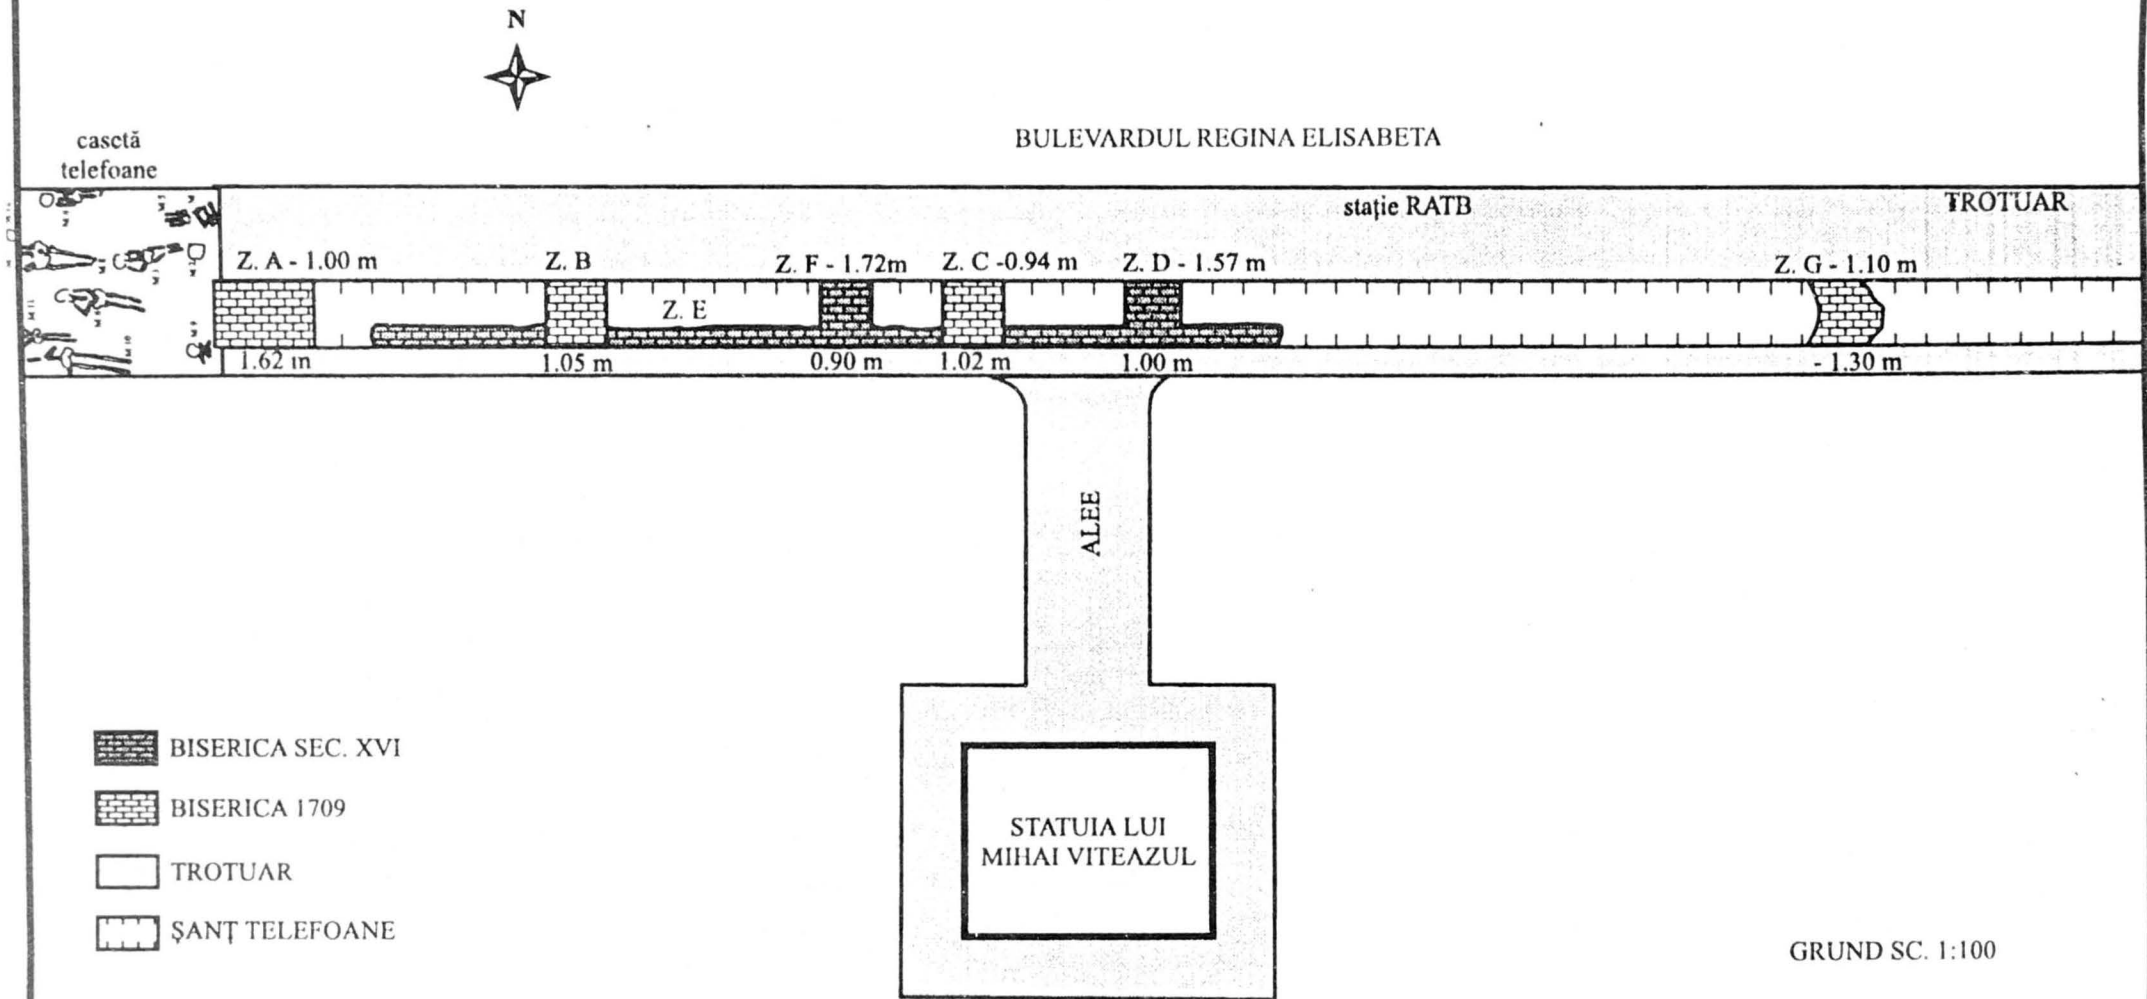 N
casetă
telefoane
BULEVARDUL REGINA ELISABETA
stație RATB
TROTUAR
Z. A - 1.00 m
Z. B
Z. F - 1.72m
Z. C -0.94 m
Z. D - 1.57 m
Z. G - 1.10 m
Z. E
1.62 m
1.05 m
0.90 m
1.02 m
1.00 m
- 1.30 m
ALEE
BISERICA SEC. XVI
BISERICA 1709
TROTUAR
ȘANȚ TELEFOANE
STATUIA LUI
MIHAI VITEAZUL
GRUND SC. 1:100